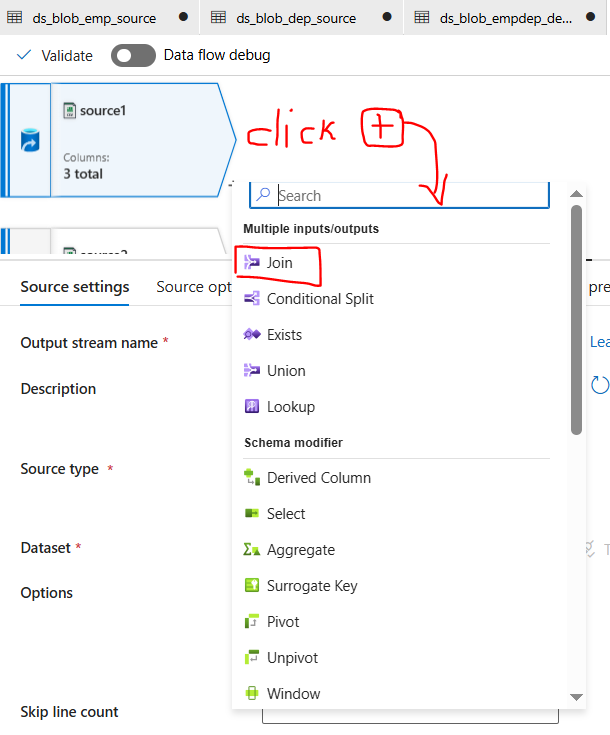 ds_blob_emp_source ds_blob_dep_source ds_blob_empdep_de...
Validate Data flow debug
source1
click +
Columns:
3 total
Search
Multiple inputs/outputs
Join
Source settings Source opt pre
Conditional Split
Output stream name * Exists Lea
Union
Description
Lookup
Schema modifier
Source type * Derived Column
Select
Dataset * Aggregate T
Options Surrogate Key
Pivot
Unpivot
Window
Skip line count